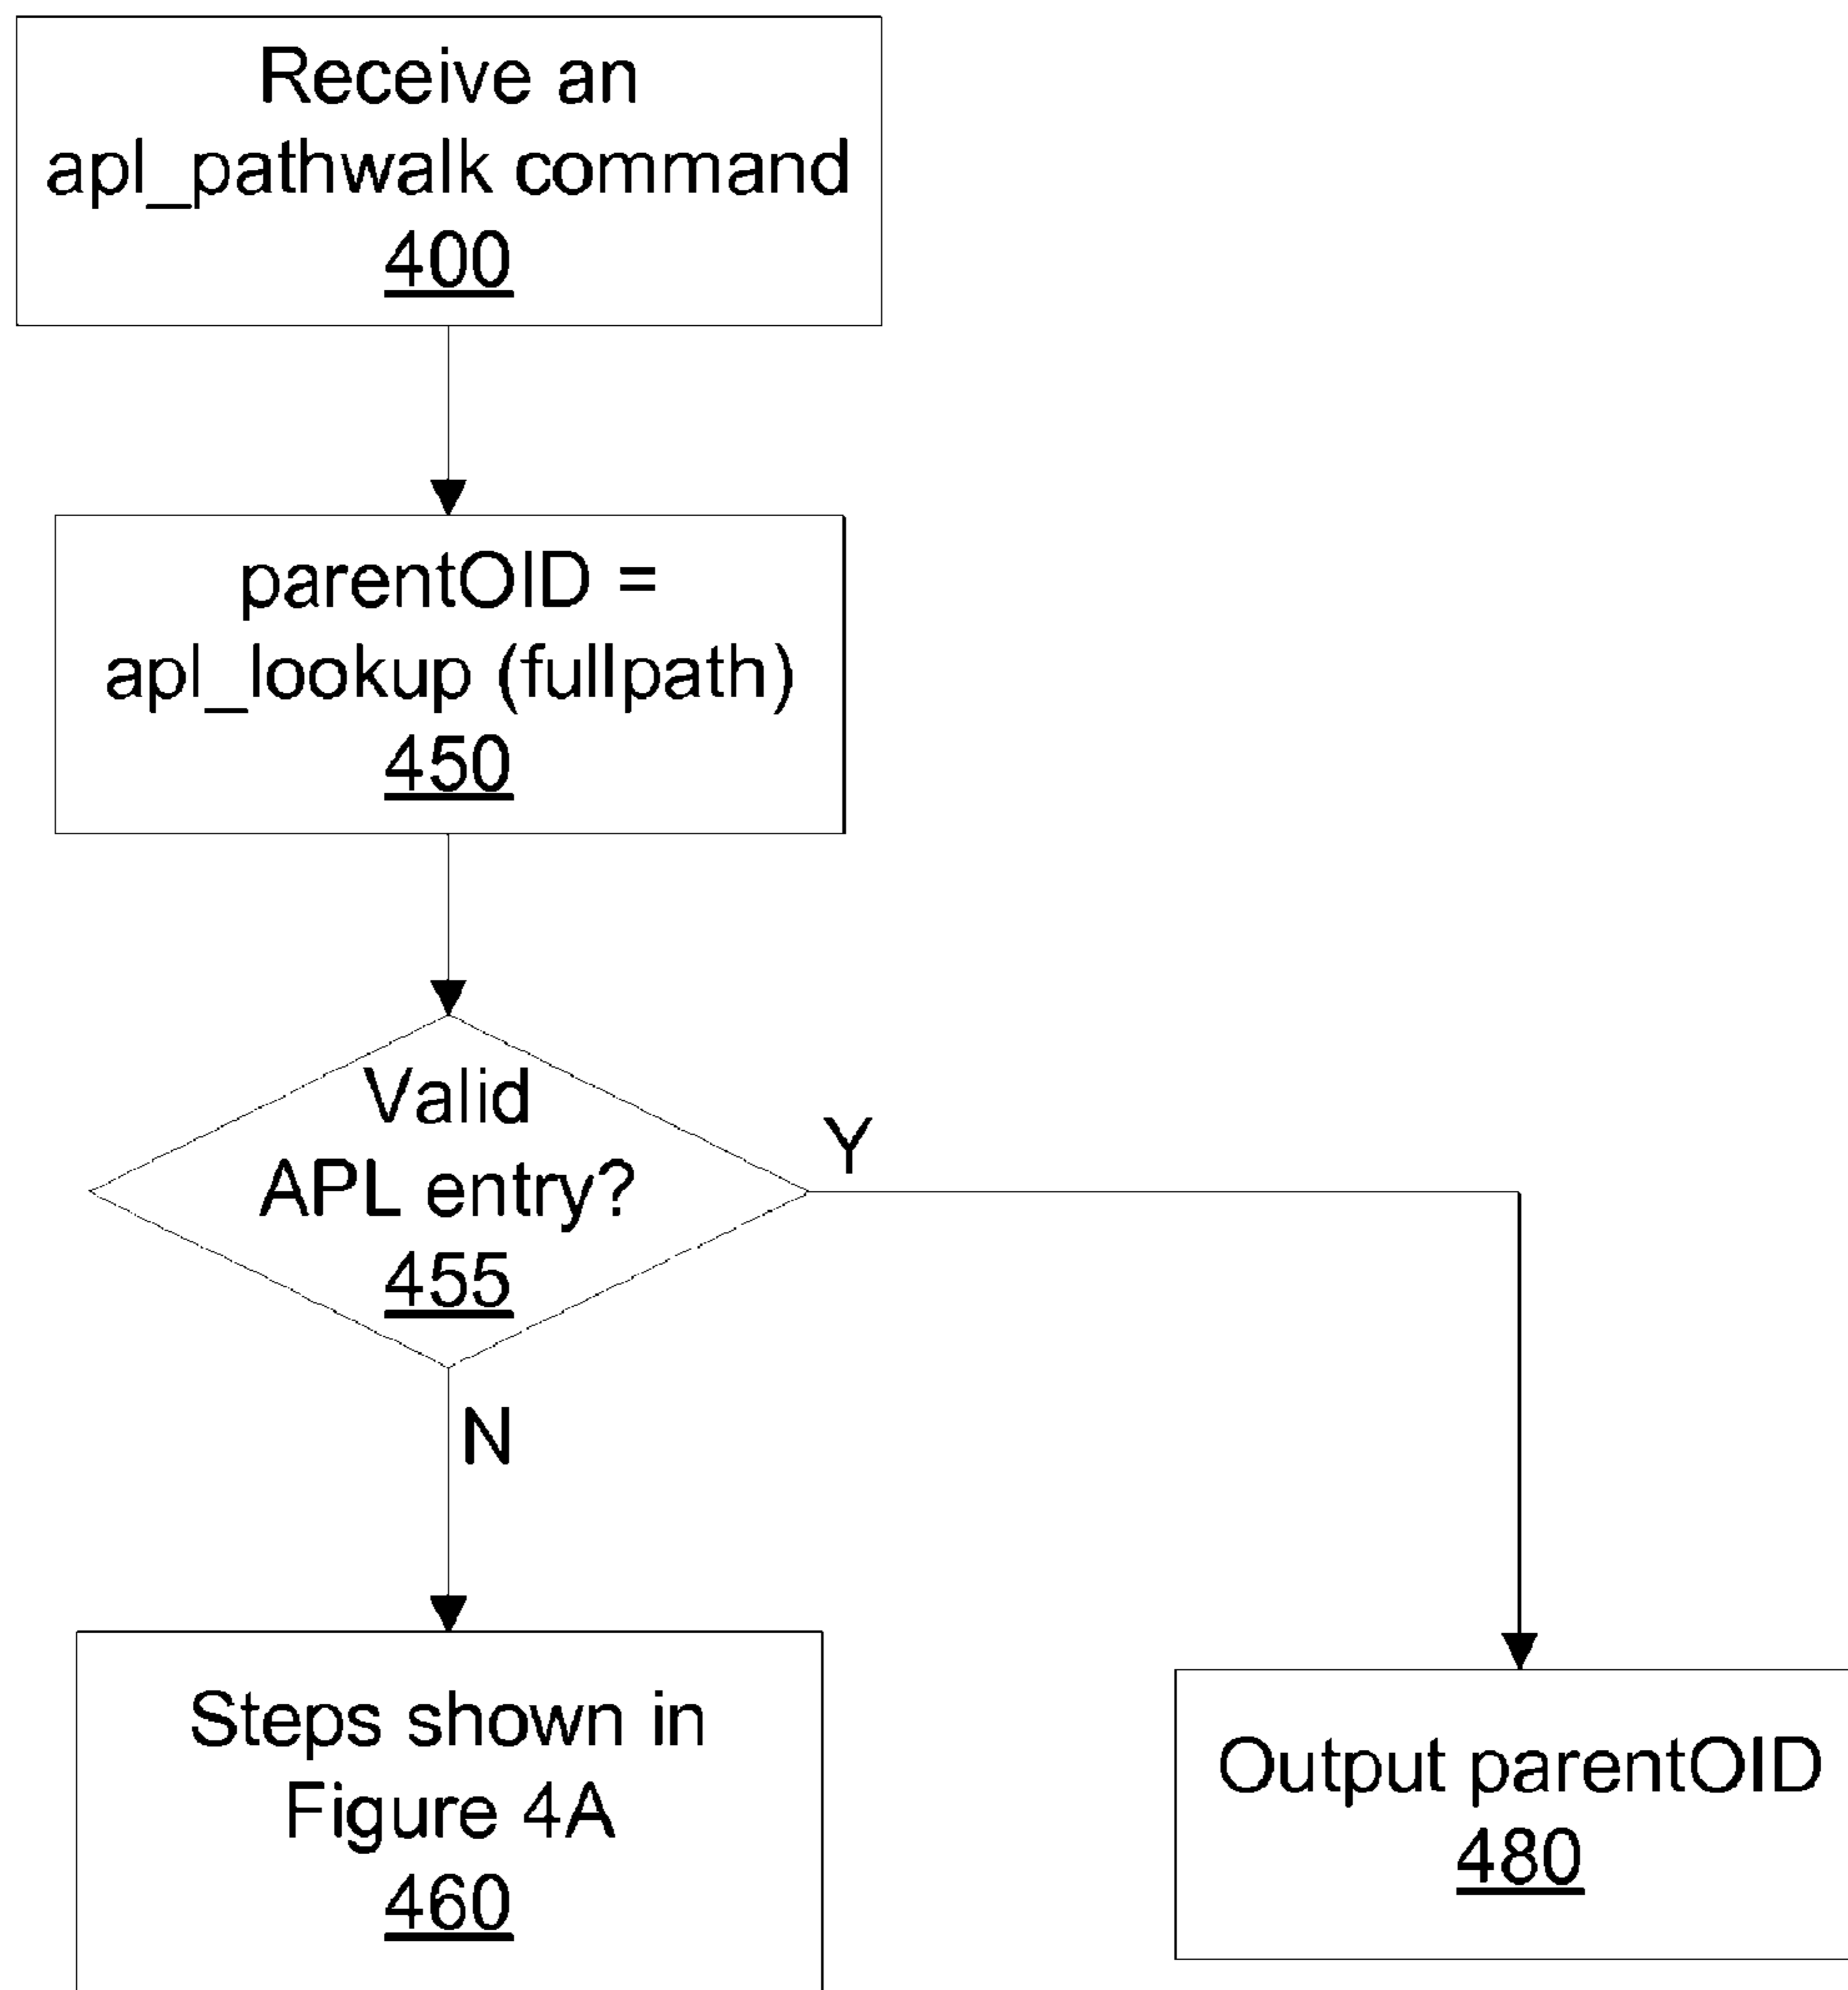 Receive an
apl_pathwalk command
400
parentOID =
apl_lookup (fullpath)
450
Valid
APL entry?
455
Y
N
Steps shown in
Figure 4A
460
Output parentOID
480